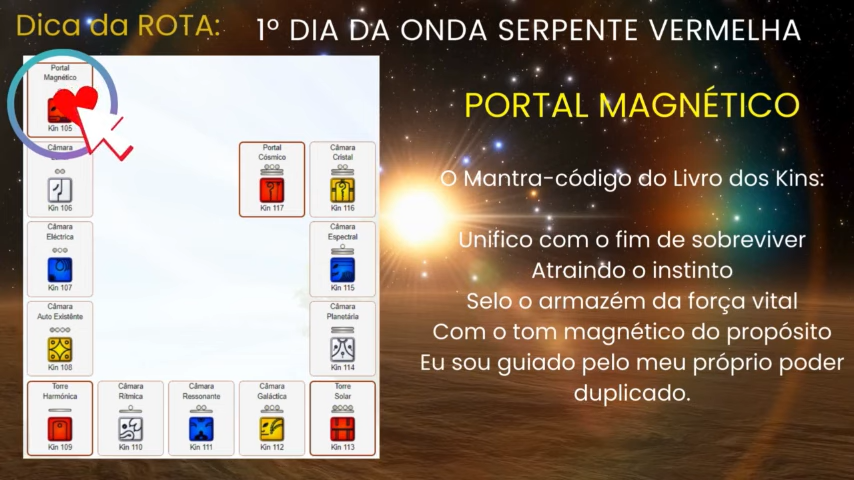 Dica da ROTA:
1º DIA DA ONDA SERPENTE VERMELHA
Portal
Magnético
Kin 105
Câmara
Kin 106
Câmara
Eléctrica
Kin 107
Câmara
Auto Existênte
Kin 108
Torre
Harmónica
Kin 109
Câmara
Rítmica
Kin 110
Câmara
Ressonante
Kin 111
Câmara
Galáctica
Kin 112
Torre
Solar
Kin 113
Câmara
Planetária
Kin 114
Câmara
Espectral
Kin 115
Câmara
Cristal
Kin 116
Portal
Cósmico
Kin 117
PORTAL MAGNÉTICO
O Mantra-código do Livro dos Kins:
Unifico com o fim de sobreviver
Atraindo o instinto
Selo o armazém da força vital
Com o tom magnético do propósito
Eu sou guiado pelo meu próprio poder
duplicado.